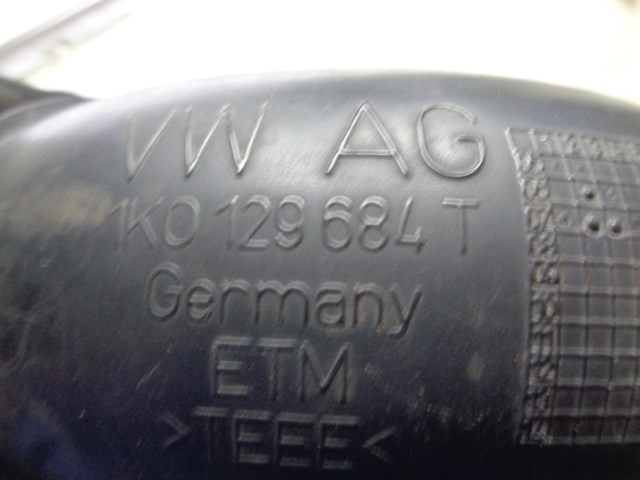 VW AG
1K0 129 684 T
Germany
ETM
>TEEE<